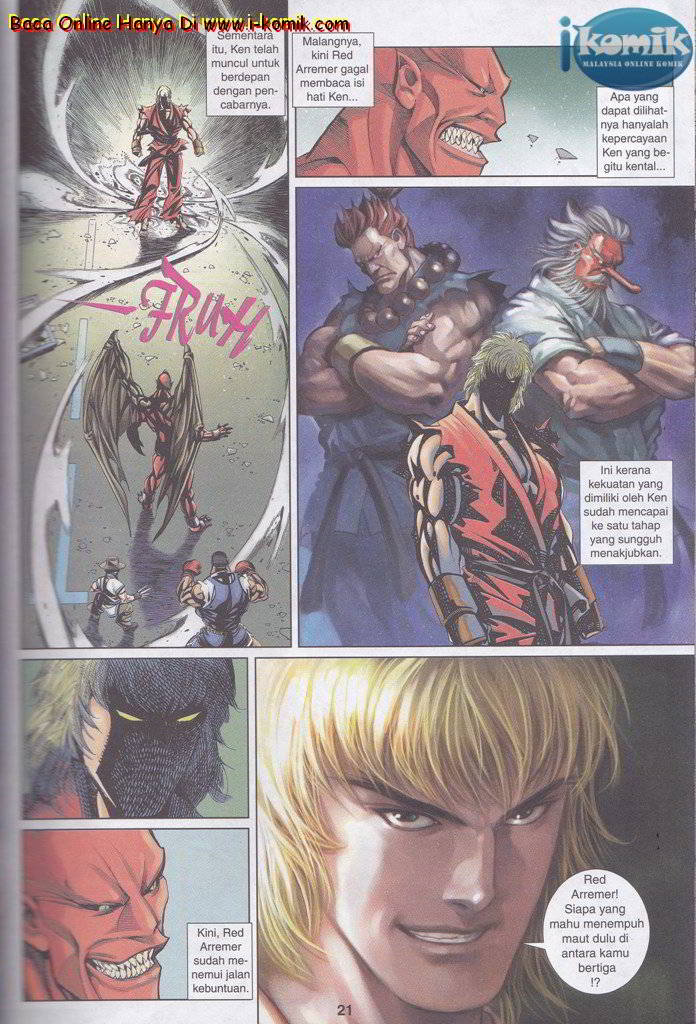 Baca Online Hanya Di www.i-komik.com
iKomik
MALAYSIA ONLINE KOMIK
Sementara
itu, Ken telah
muncul untuk
berdepan
dengan pen-
cabarnya.
Malangnya,
kini Red
Arremer gagal
membaca isi
hati Ken...
Apa yang
dapat dilihat-
nya hanyalah
kepercayaan
Ken yang be-
gitu kental...
FRUH
Ini kerana
kekuatan yang
dimiliki oleh Ken
sudah mencapai
ke satu tahap
yang sungguh
menakjubkan.
Kini, Red
Arremer sudah
menemui jalan
kebuntuan.
Red
Arremer!
Siapa yang
mahu menempuh
maut dulu di
antara kamu
bertiga
!?
21